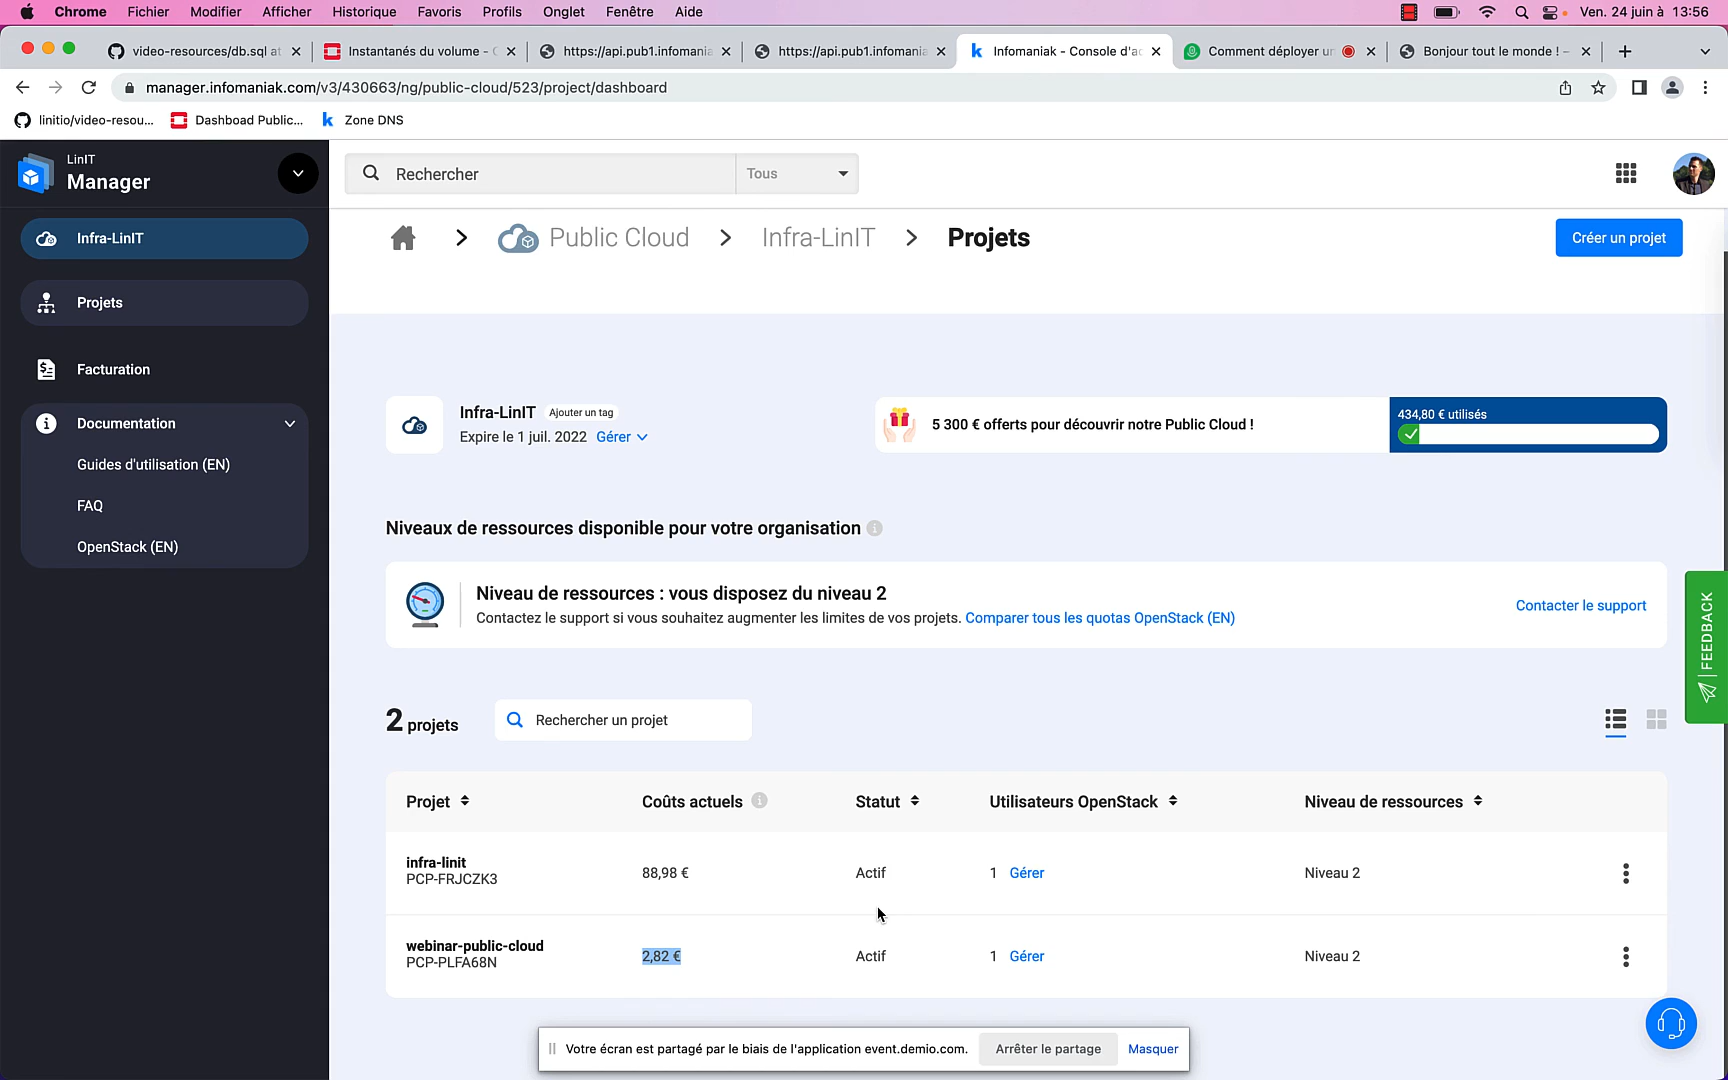 Chrome Fichier Modifier Afficher Historique Favoris Profils Onglet Fenêtre Aide Ven. 24 juin à 13:56
video-resources/db.sql at Instantanés du volume - https://api.pub1.infomania https://api.pub1.infomania Infomaniak - Console d'a Comment déployer u Bonjour tout le monde ! –
manager.infomaniak.com/v3/430663/ng/public-cloud/523/project/dashboard
linitio/video-resou... Dashboad Public... Zone DNS
LinIT
Manager
Rechercher Tous
Infra-LinIT
Public Cloud Infra-LinIT Projets
Créer un projet
Projets
Facturation
Documentation
Guides d'utilisation (EN)
FAQ
OpenStack (EN)
Infra-LinIT Ajouter un tag
Expire le 1 juil. 2022 Gérer
5 300 € offerts pour découvrir notre Public Cloud !
434,80 € utilisés
Niveaux de ressources disponible pour votre organisation
Niveau de ressources : vous disposez du niveau 2
Contactez le support si vous souhaitez augmenter les limites de vos projets. Comparer tous les quotas OpenStack (EN)
Contacter le support
FEEDBACK
2 projets
Rechercher un projet
Projet Coûts actuels Statut Utilisateurs OpenStack Niveau de ressources
infra-linit
PCP-FRJCZK3
88,98 € Actif 1 Gérer Niveau 2
webinar-public-cloud
PCP-PLFA68N
2,82 € Actif 1 Gérer Niveau 2
Votre écran est partagé par le biais de l'application event.demio.com. Arrêter le partage Masquer